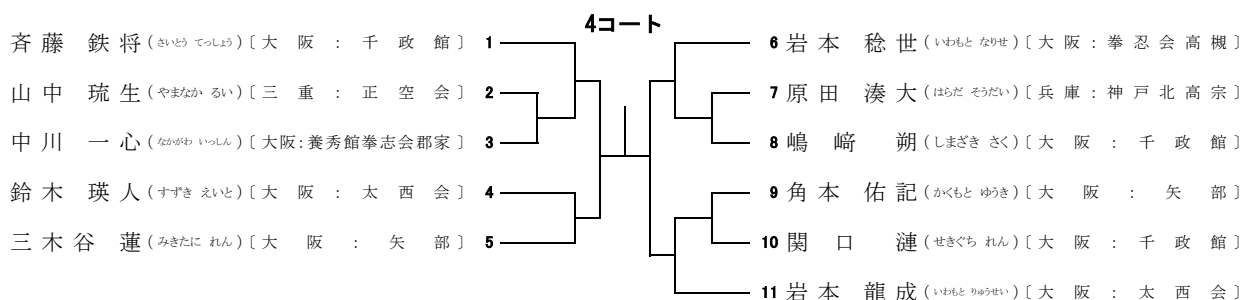 4コート
斉藤 鉄将(さいとう てっしょう)〔大阪:千政館〕 1
山中 琉生(やまなか るい)〔三重:正空会〕 2
中川 一心(なかがわ いっしん)〔大阪:養秀館拳志会郡家〕 3
鈴木 瑛人(すずき えいと)〔大阪:太西会〕 4
三木谷 蓮(みきたに れん)〔大阪:矢部〕 5
6 岩本 稔世(いわもと なりせ)〔大阪:拳忍会高槻〕
7 原田 湊大(はらだ そうだい)〔兵庫:神戸北高宗〕
8 嶋﨑 朔(しまざき さく)〔大阪:千政館〕
9 角本 佑記(かくもと ゆうき)〔大阪:矢部〕
10 関口 漣(せきぐち れん)〔大阪:千政館〕
11 岩本 龍成(いわもと りゅうせい)〔大阪:太西会〕